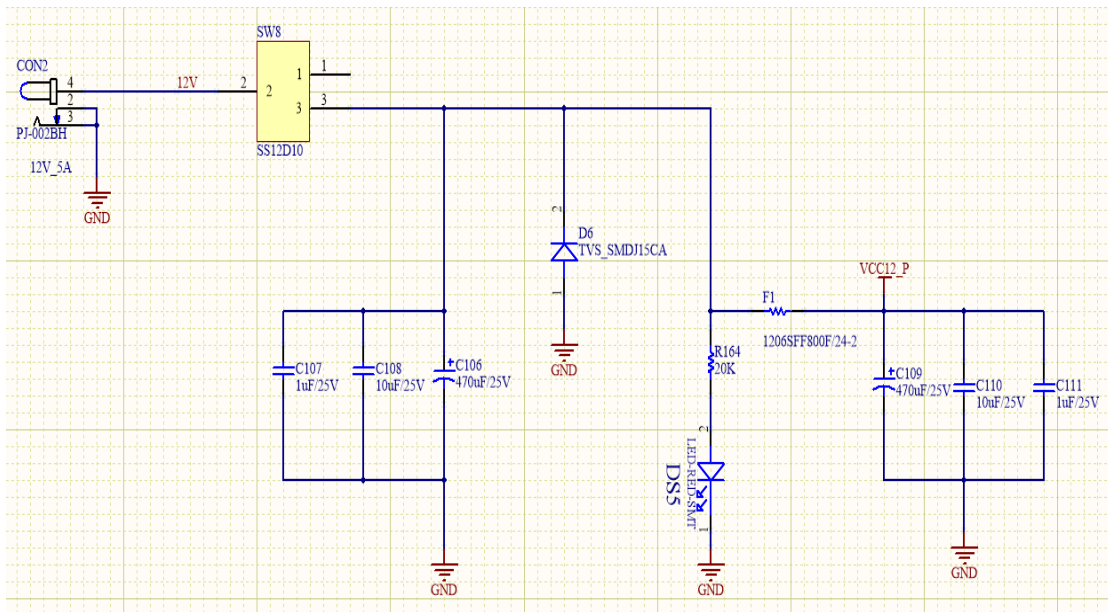 SW8
CON2
4
12V
2
2
1
1
2
3
3
3
PJ-002BH
SS12D10
12V_5A
GND
2
D6
TVS_SMDJ15CA
1
GND
VCC12_P
F1
1206SFF800F/24-2
R164
20K
C107
1uF/25V
C108
10uF/25V
C106
470uF/25V
C109
470uF/25V
C110
10uF/25V
C111
1uF/25V
2
LED-RED-SMT
DS5
1
GND
GND
GND